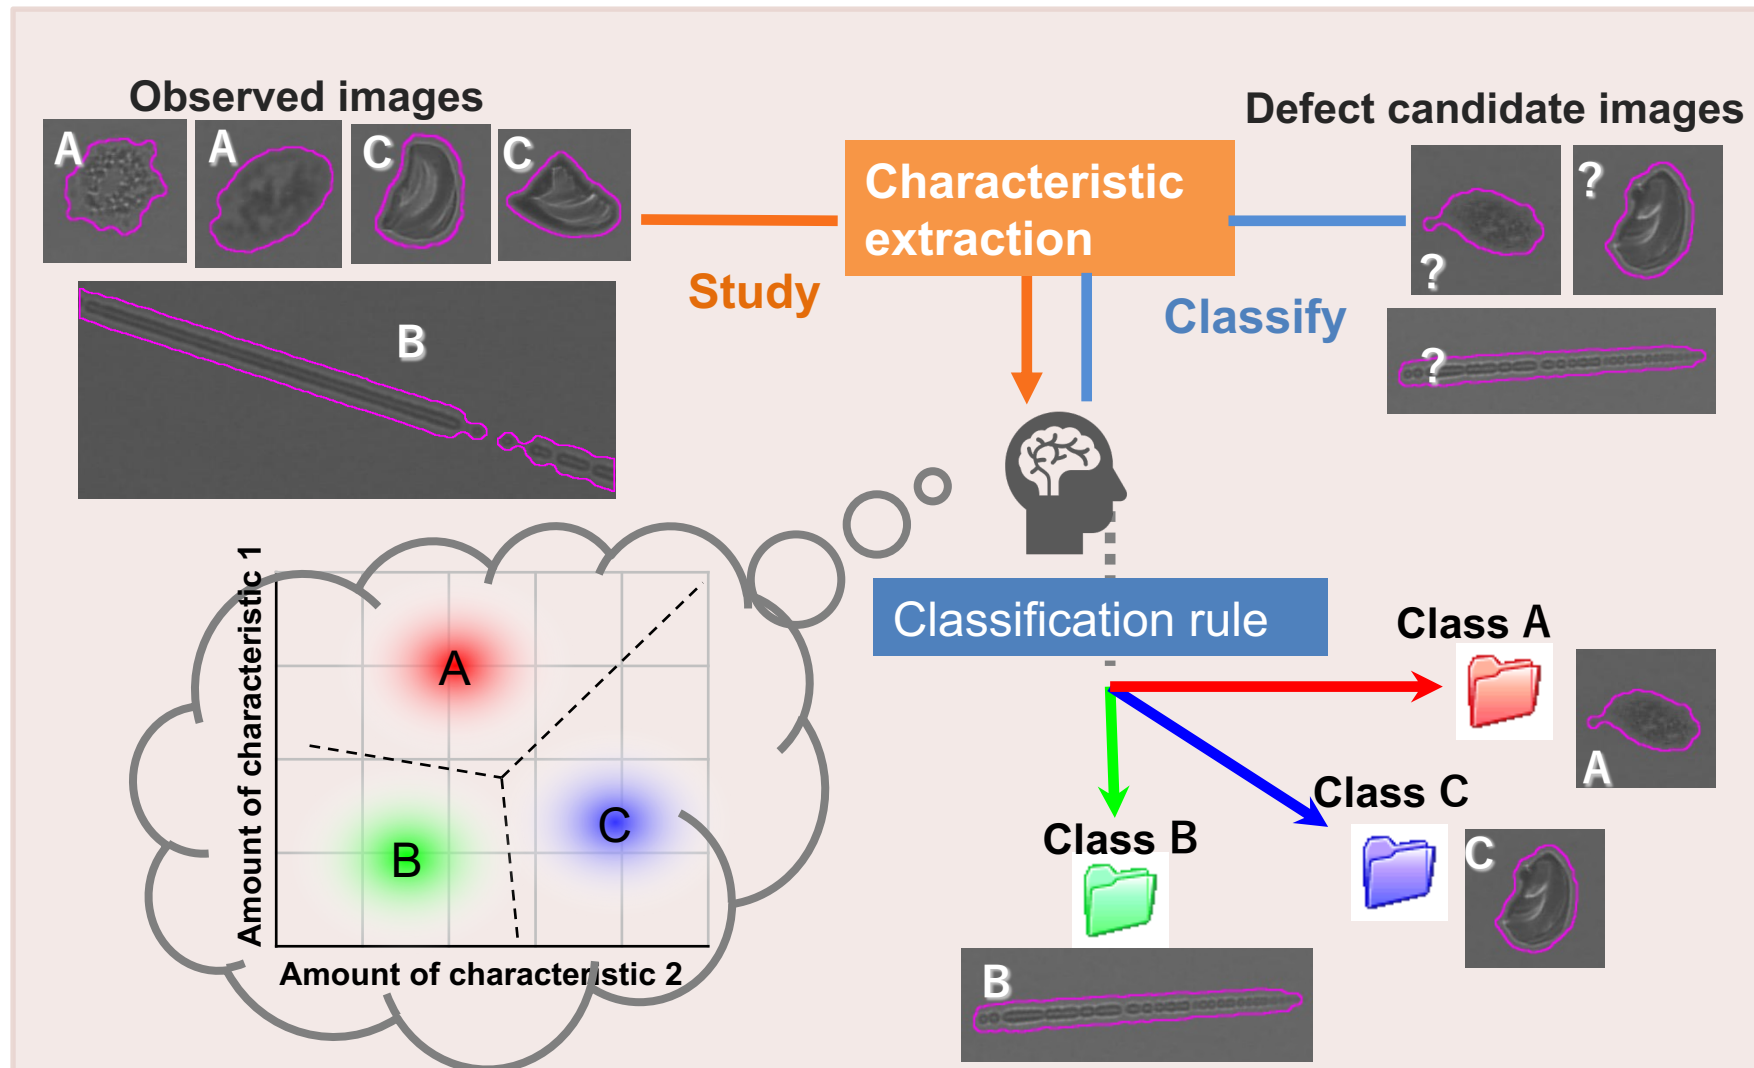 Observed images
A
A
C
C
B
Study
Characteristic
extraction
Classify
Defect candidate images
?
?
?
Amount of characteristic 1
A
B
C
Amount of characteristic 2
Classification rule
Class A
A
Class C
C
Class B
B